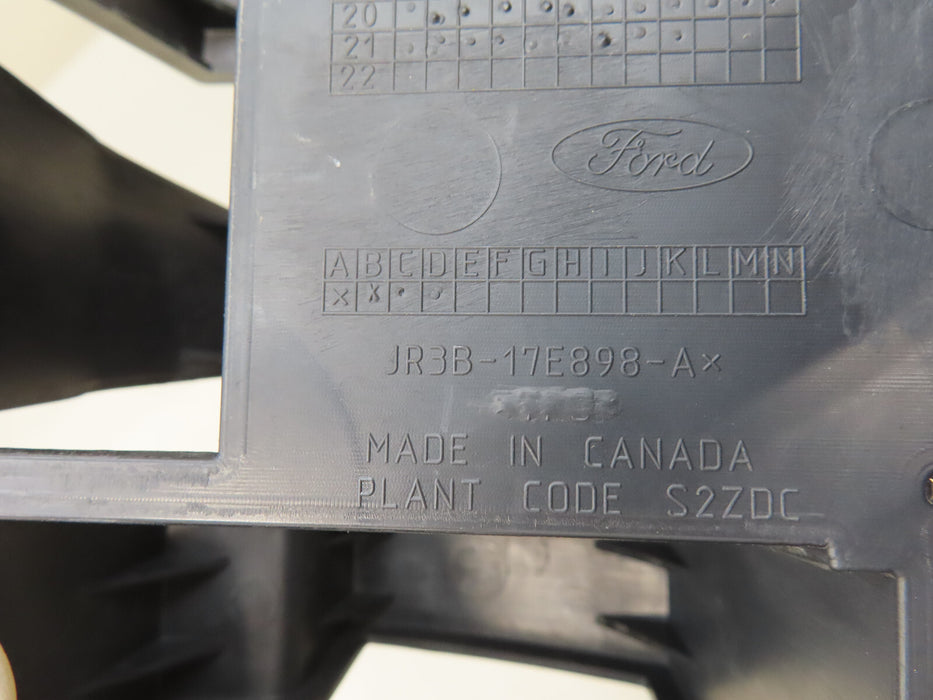 20
21
22
Ford
A B C D E F G H I J K L M N
X X
JR3B-17E898-A×
MADE IN CANADA
PLANT CODE S2ZDC